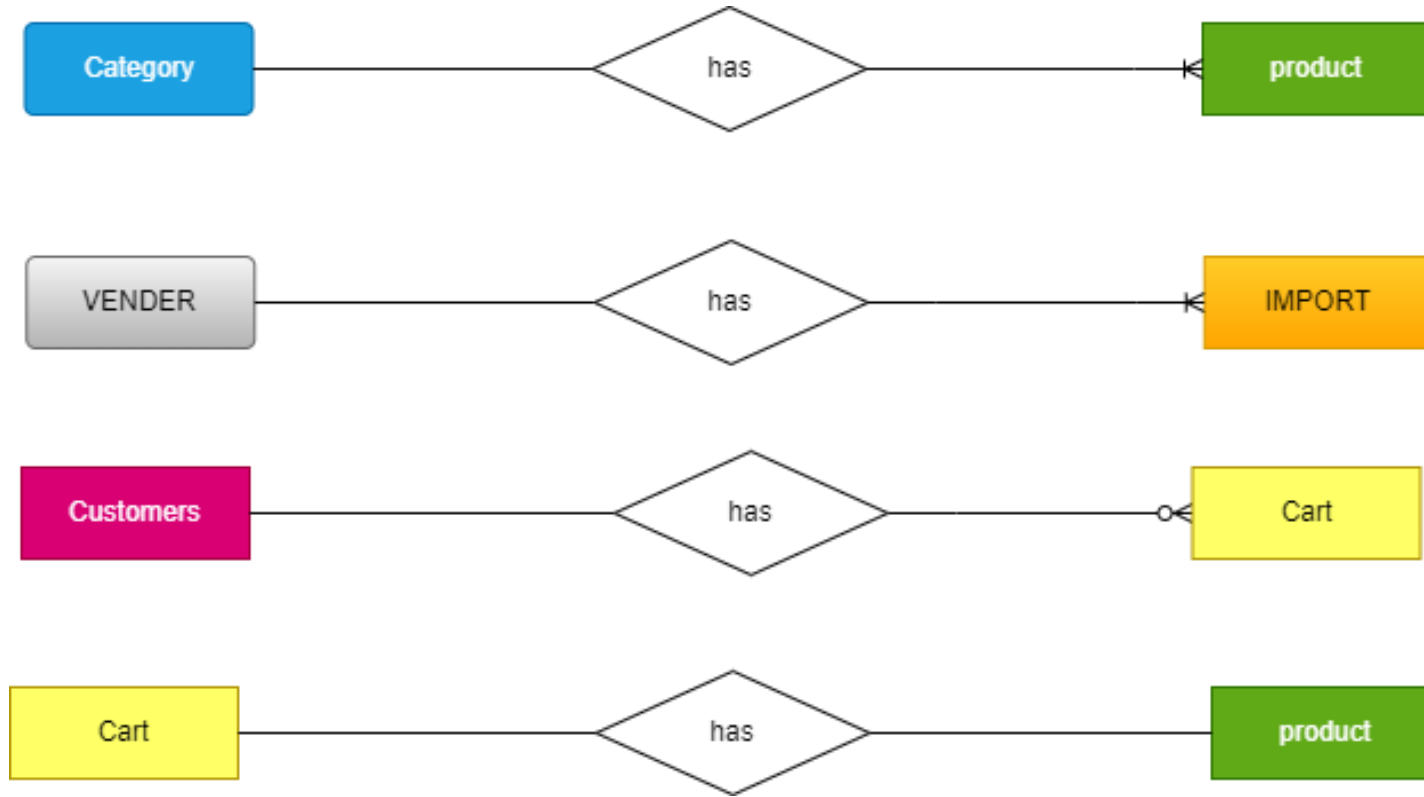 Category
has
product
VENDER
has
IMPORT
Customers
has
Cart
Cart
has
product